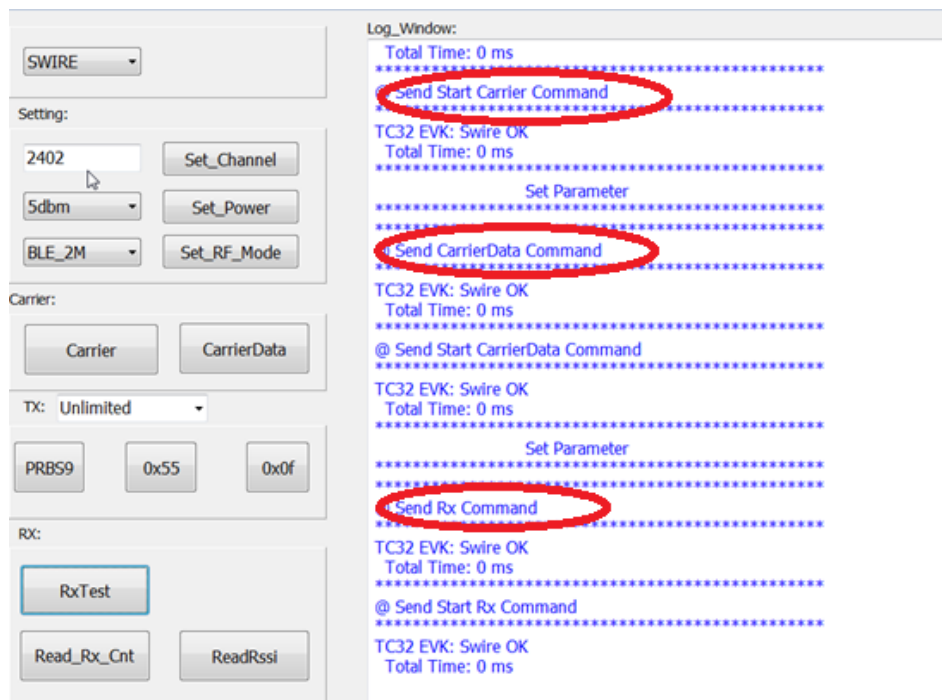 SWIRE
Setting:
2402
Set_Channel
5dbm
Set_Power
BLE_2M
Set_RF_Mode
Carrier:
Carrier
CarrierData
TX:
Unlimited
PRBS9
0x55
0x0f
RX:
RxTest
Read_Rx_Cnt
ReadRssi
Log_Window:
Total Time: 0 ms
******************************************************
@ Send Start Carrier Command
******************************************************
TC32 EVK: Swire OK
Total Time: 0 ms
******************************************************
Set Parameter
******************************************************
******************************************************
@ Send CarrierData Command
******************************************************
TC32 EVK: Swire OK
Total Time: 0 ms
******************************************************
@ Send Start CarrierData Command
******************************************************
TC32 EVK: Swire OK
Total Time: 0 ms
******************************************************
Set Parameter
******************************************************
******************************************************
@ Send Rx Command
******************************************************
TC32 EVK: Swire OK
Total Time: 0 ms
******************************************************
@ Send Start Rx Command
******************************************************
TC32 EVK: Swire OK
Total Time: 0 ms